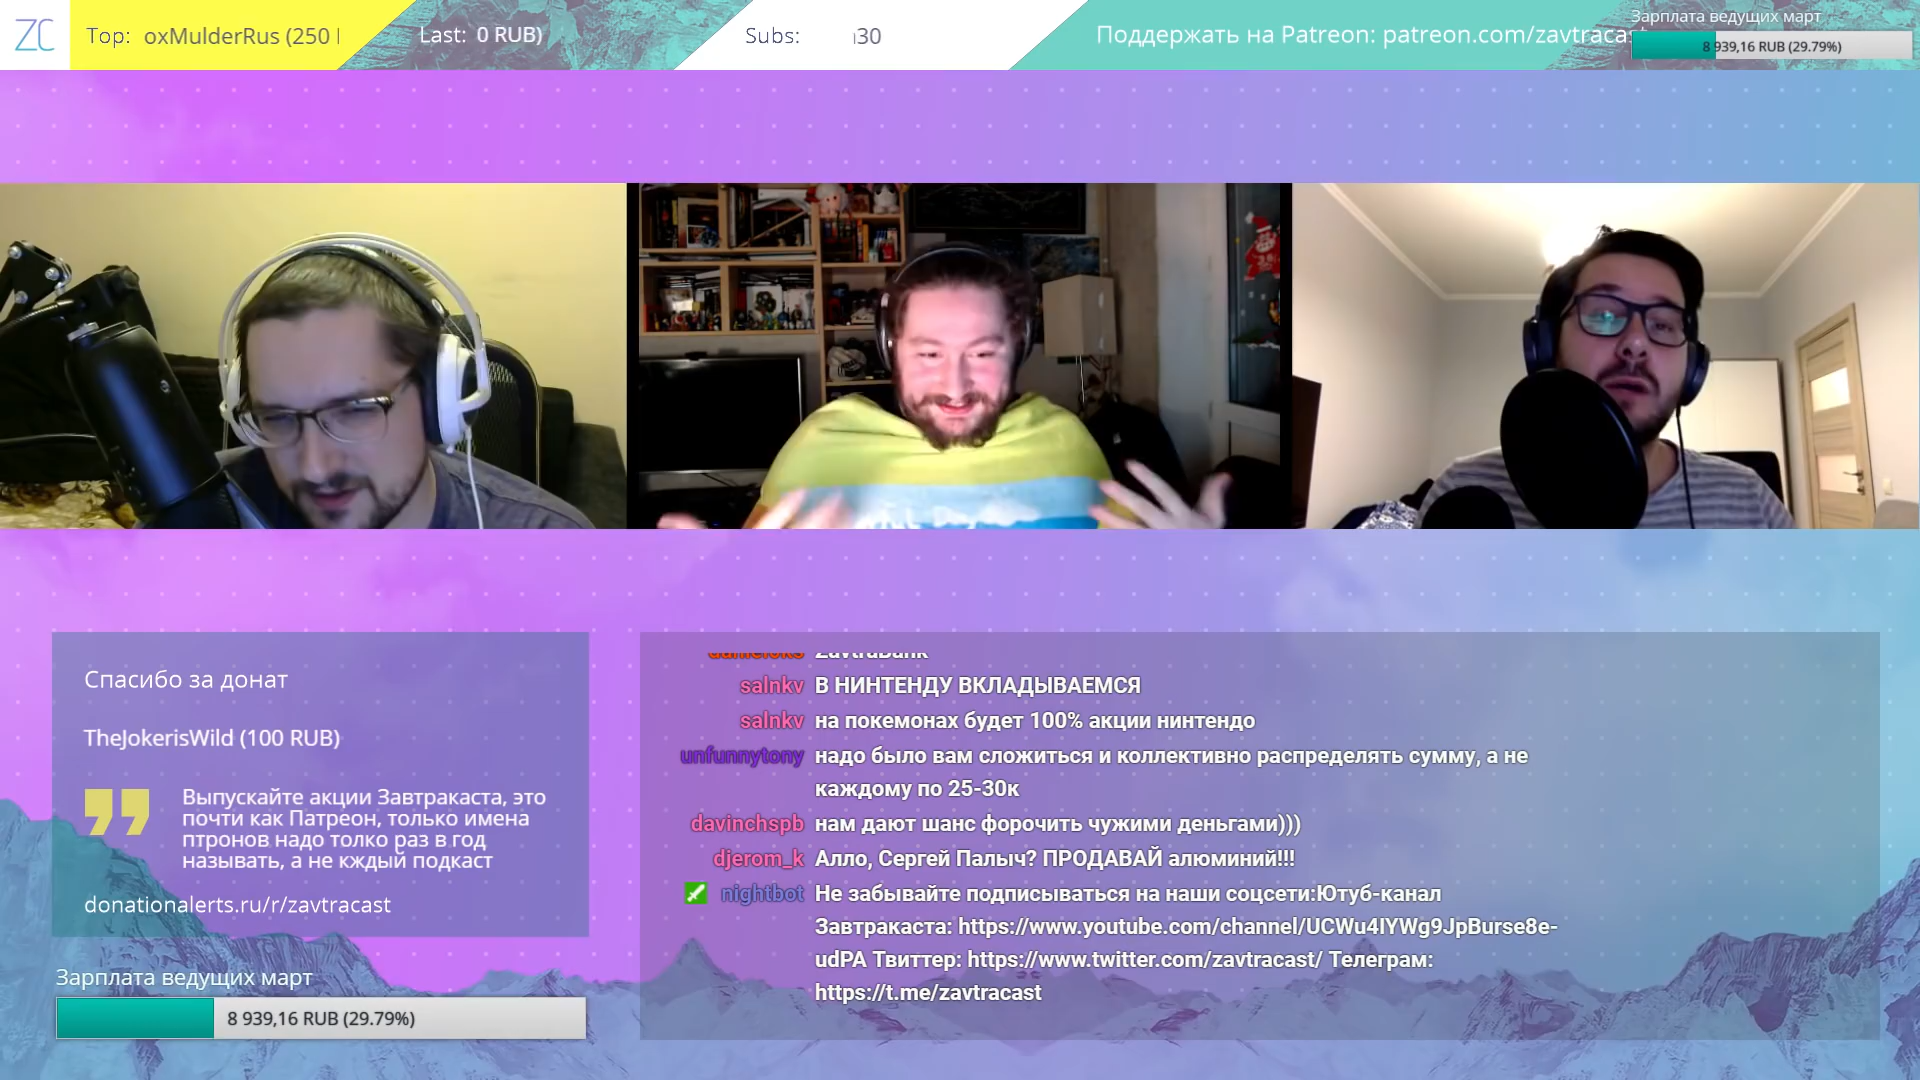 ZC
Top: oxMulderRus (250
Last: 0 RUB)
Subs: 30
Поддержать на Patreon: patreon.com/zavtracast
Зарплата ведущих март
8 939,16 RUB (29.79%)
Спасибо за донат
TheJokerisWild (100 RUB)
Выпускайте акции Завтракаста, это
почти как Патреон, только имена
птронов надо толко раз в год
называть, а не кждый подкаст
donationalerts.ru/r/zavtracast
Зарплата ведущих март
8 939,16 RUB (29.79%)
ZavtraBank
salnkv В НИНТЕНДУ ВКЛАДЫВАЕМСЯ
salnkv на покемонах будет 100% акции нинтендо
unfunnytony надо было вам сложиться и коллективно распределять сумму, а не
каждому по 25-30к
davinchspb нам дают шанс форочить чужими деньгами)))
djerom_k Алло, Сергей Палыч? ПРОДАВАЙ алюминий!!!
nightbot Не забывайте подписываться на наши соцсети:Ютуб-канал
Завтракаста: https://www.youtube.com/channel/UCWu4IYWg9JpBurse8e-
udPA Твиттер: https://www.twitter.com/zavtracast/ Телеграм:
https://t.me/zavtracast